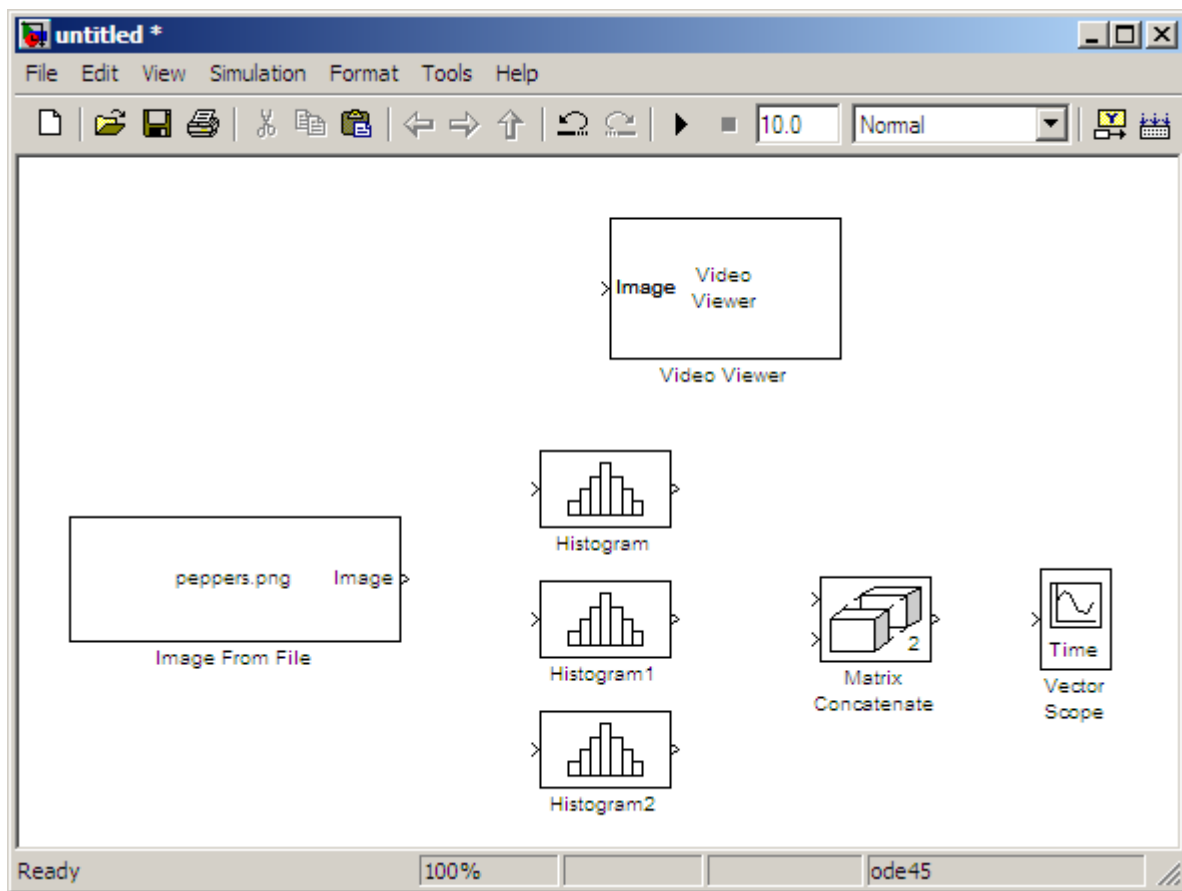 untitled *
File Edit View Simulation Format Tools Help
10.0 Normal
Video
Image Viewer
Video Viewer
Histogram
peppers.png Image
Image From File
Histogram1
2
Matrix
Concatenate
Time
Vector
Scope
Histogram2
Ready 100% ode45